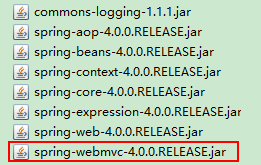 commons-logging-1.1.1.jar
spring-aop-4.0.0.RELEASE.jar
spring-beans-4.0.0.RELEASE.jar
spring-context-4.0.0.RELEASE.jar
spring-core-4.0.0.RELEASE.jar
spring-expression-4.0.0.RELEASE.jar
spring-web-4.0.0.RELEASE.jar
spring-webmvc-4.0.0.RELEASE.jar